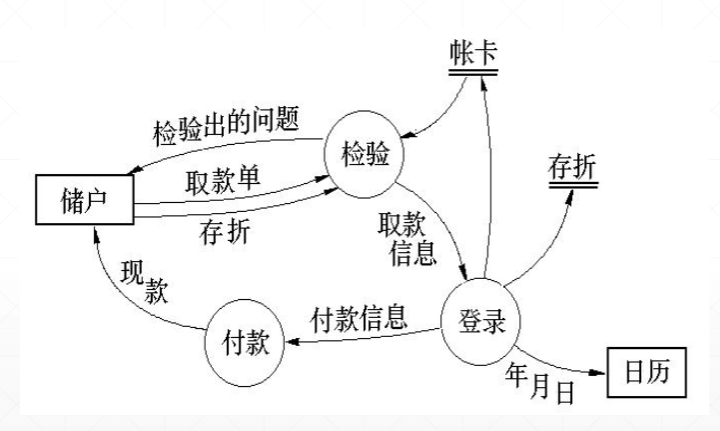 帐卡
检验出的问题
检验
存折
取款单
储户
存折
取款
信息
现款
付款信息
登录
付款
年月日
日历